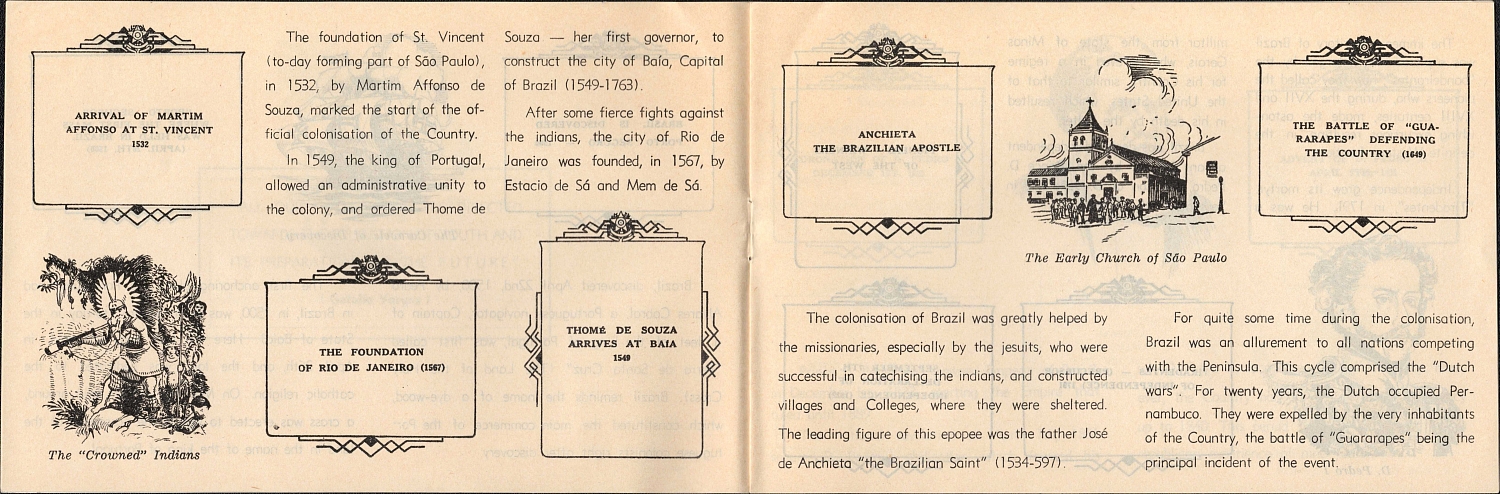 ARRIVAL OF MARTIM
AFFONSO AT ST. VINCENT
1532
The foundation of St. Vincent
(to-day forming part of São Paulo),
in 1532, by Martim Affonso de
Souza, marked the start of the of-
ficial colonisation of the Country.
In 1549, the king of Portugal,
allowed an administrative unity to
the colony, and ordered Thome de
Souza — her first governor, to
construct the city of Baía, Capital
of Brazil (1549-1763).
After some fierce fights against
the indians, the city of Rio de
Janeiro was founded, in 1567, by
Estacio de Sá and Mem de Sá.
The "Crowned" Indians
THE FOUNDATION
OF RIO DE JANEIRO (1567)
THOMÉ DE SOUZA
ARRIVES AT BAÍA
1549
ANCHIETA
THE BRAZILIAN APOSTLE
The Early Church of São Paulo
THE BATTLE OF "GUA-
RARAPES" DEFENDING
THE COUNTRY (1649)
The colonisation of Brazil was greatly helped by
the missionaries, especially by the jesuits, who were
successful in catechising the indians, and constructed
villages and Colleges, where they were sheltered.
The leading figure of this epopee was the father José
de Anchieta "the Brazilian Saint" (1534-597).
For quite some time during the colonisation,
Brazil was an allurement to all nations competing
with the Peninsula. This cycle comprised the "Dutch
wars". For twenty years, the Dutch occupied Per-
nambuco. They were expelled by the very inhabitants
of the Country, the battle of "Guararapes" being the
principal incident of the event.